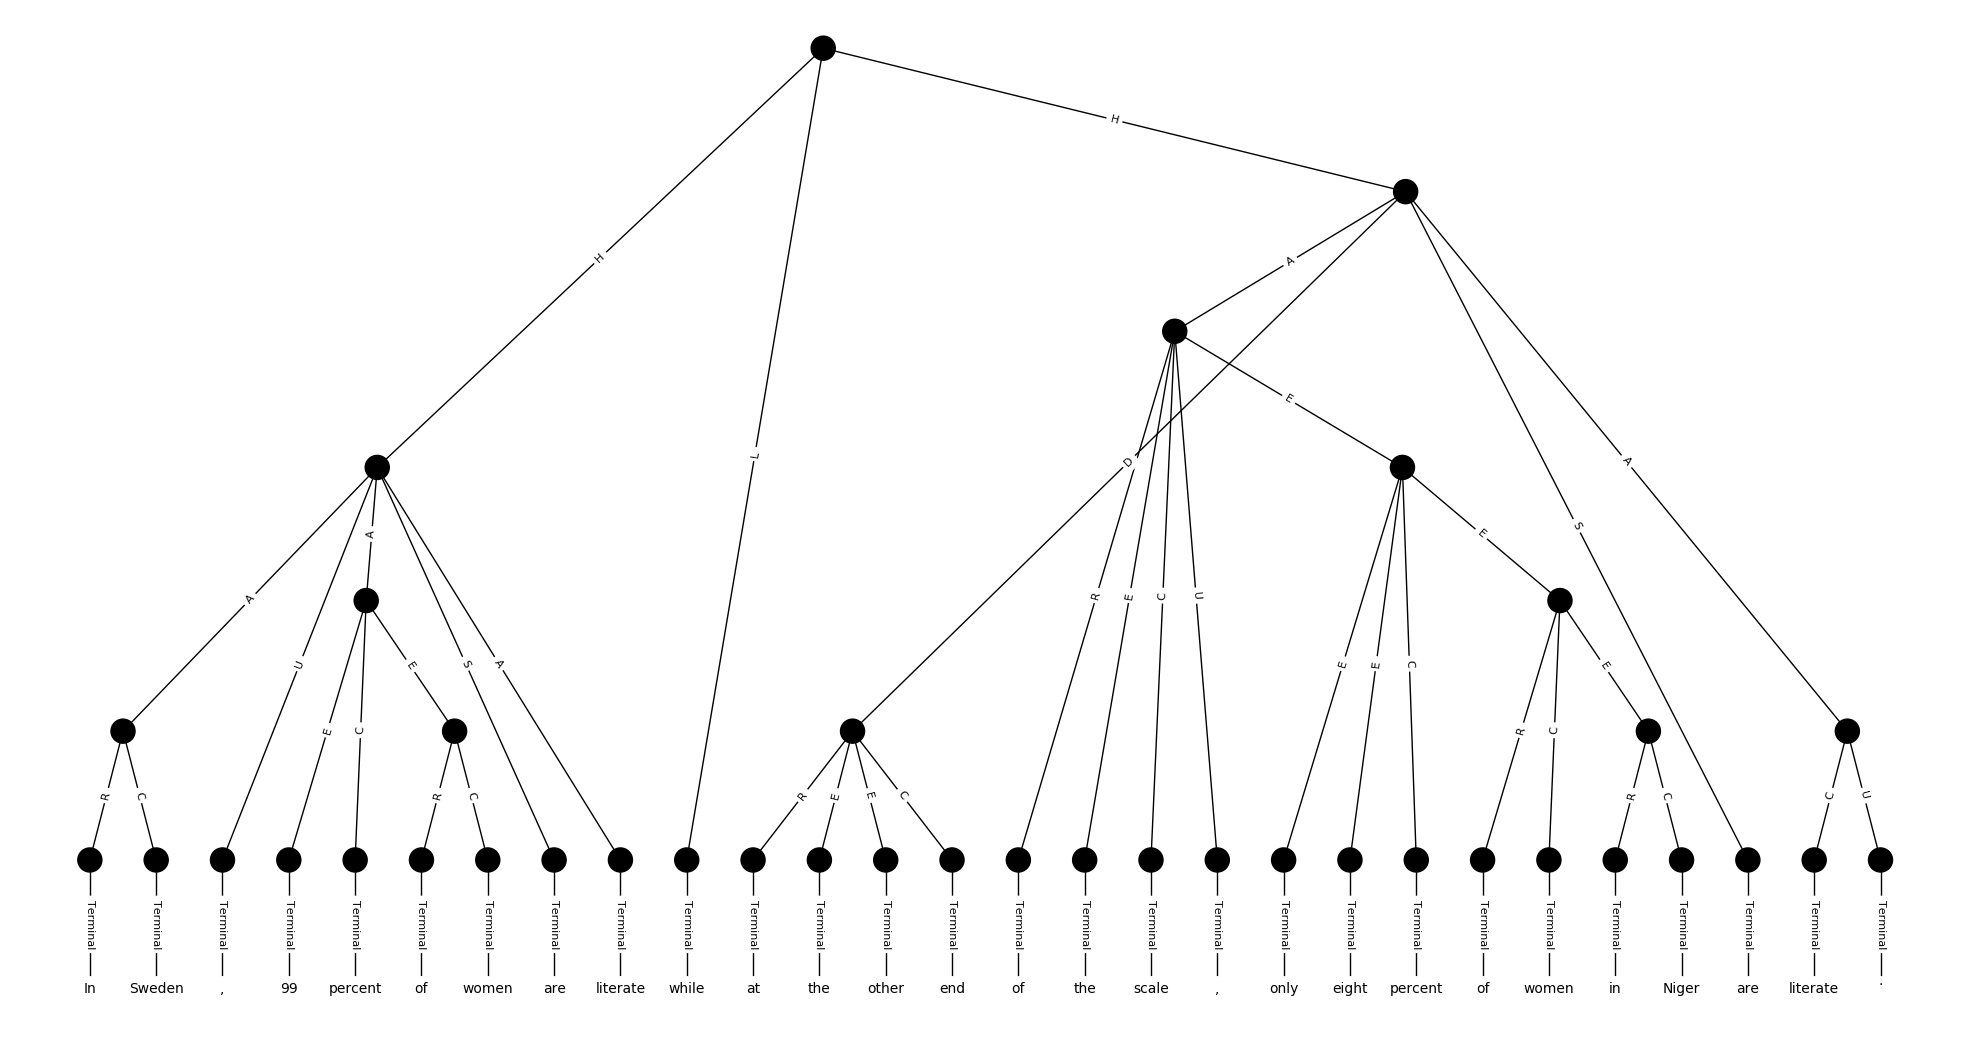 H
H
A
A
E
L
D
A
E
S
A
A
R
E
C
U
U
E
S
A
E
E
C
E
E
C
R
C
R
C
R
C
R
E
E
C
R
C
C
U
Terminal Terminal Terminal Terminal Terminal Terminal Terminal Terminal Terminal Terminal Terminal Terminal Terminal Terminal Terminal Terminal Terminal Terminal Terminal Terminal Terminal Terminal Terminal Terminal Terminal Terminal Terminal Terminal
In Sweden , 99 percent of women are literate while at the other end of the scale , only eight percent of women in Niger are literate .